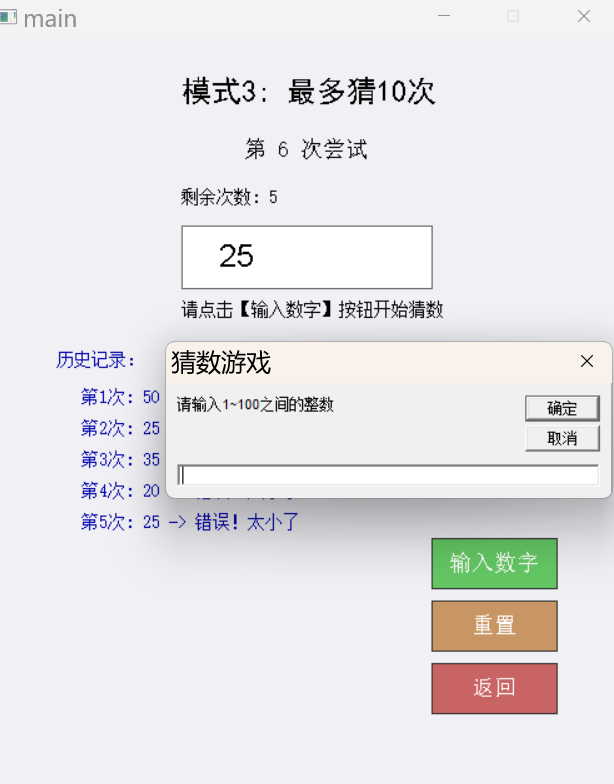 main
模式3: 最多猜10次
第 6 次尝试
剩余次数: 5
25
请点击【输入数字】按钮开始猜数
历史记录:
猜数游戏
第1次: 50
请输入1~100之间的整数
确定
第2次: 25
取消
第3次: 35
第4次: 20
第5次: 25 -> 错误! 太小了
输入数字
重置
返回